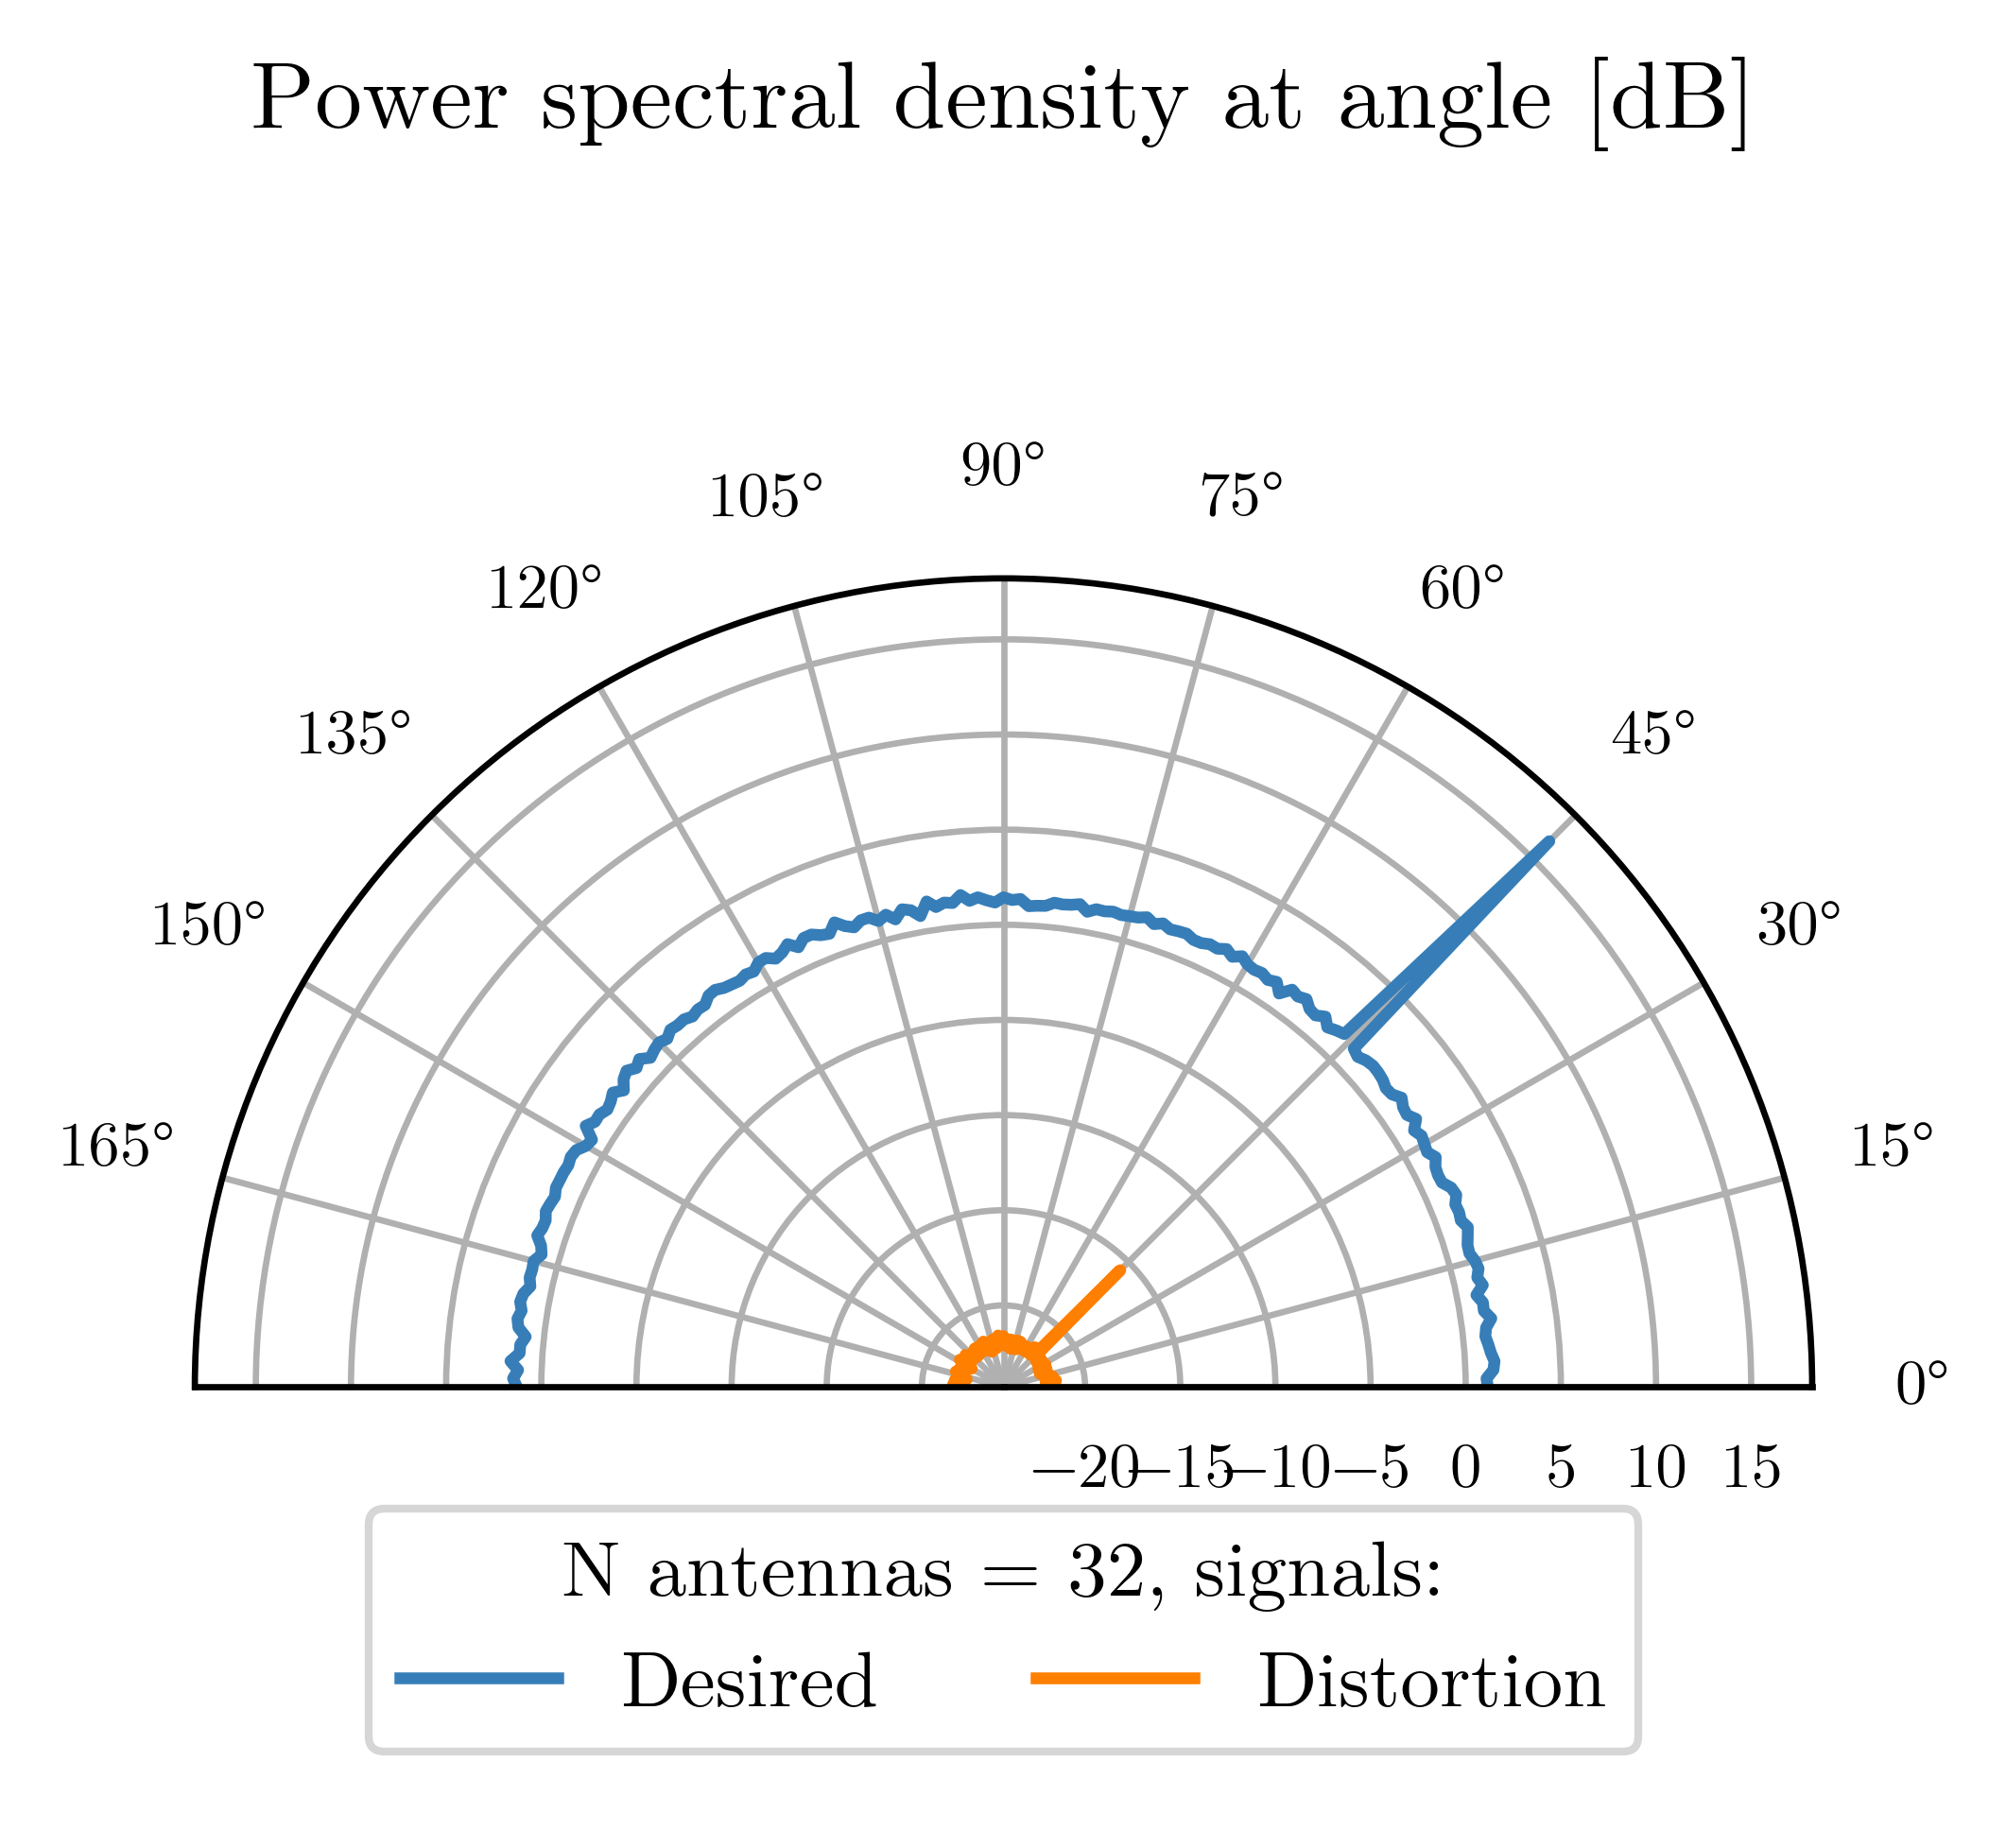 Power spectral density at angle [dB]
90°
105° 75°
120° 60°
135° 45°
150° 30°
165° 15°
0°
−20 −15 −10 −5 0 5 10 15
N antennas = 32, signals:
Desired Distortion